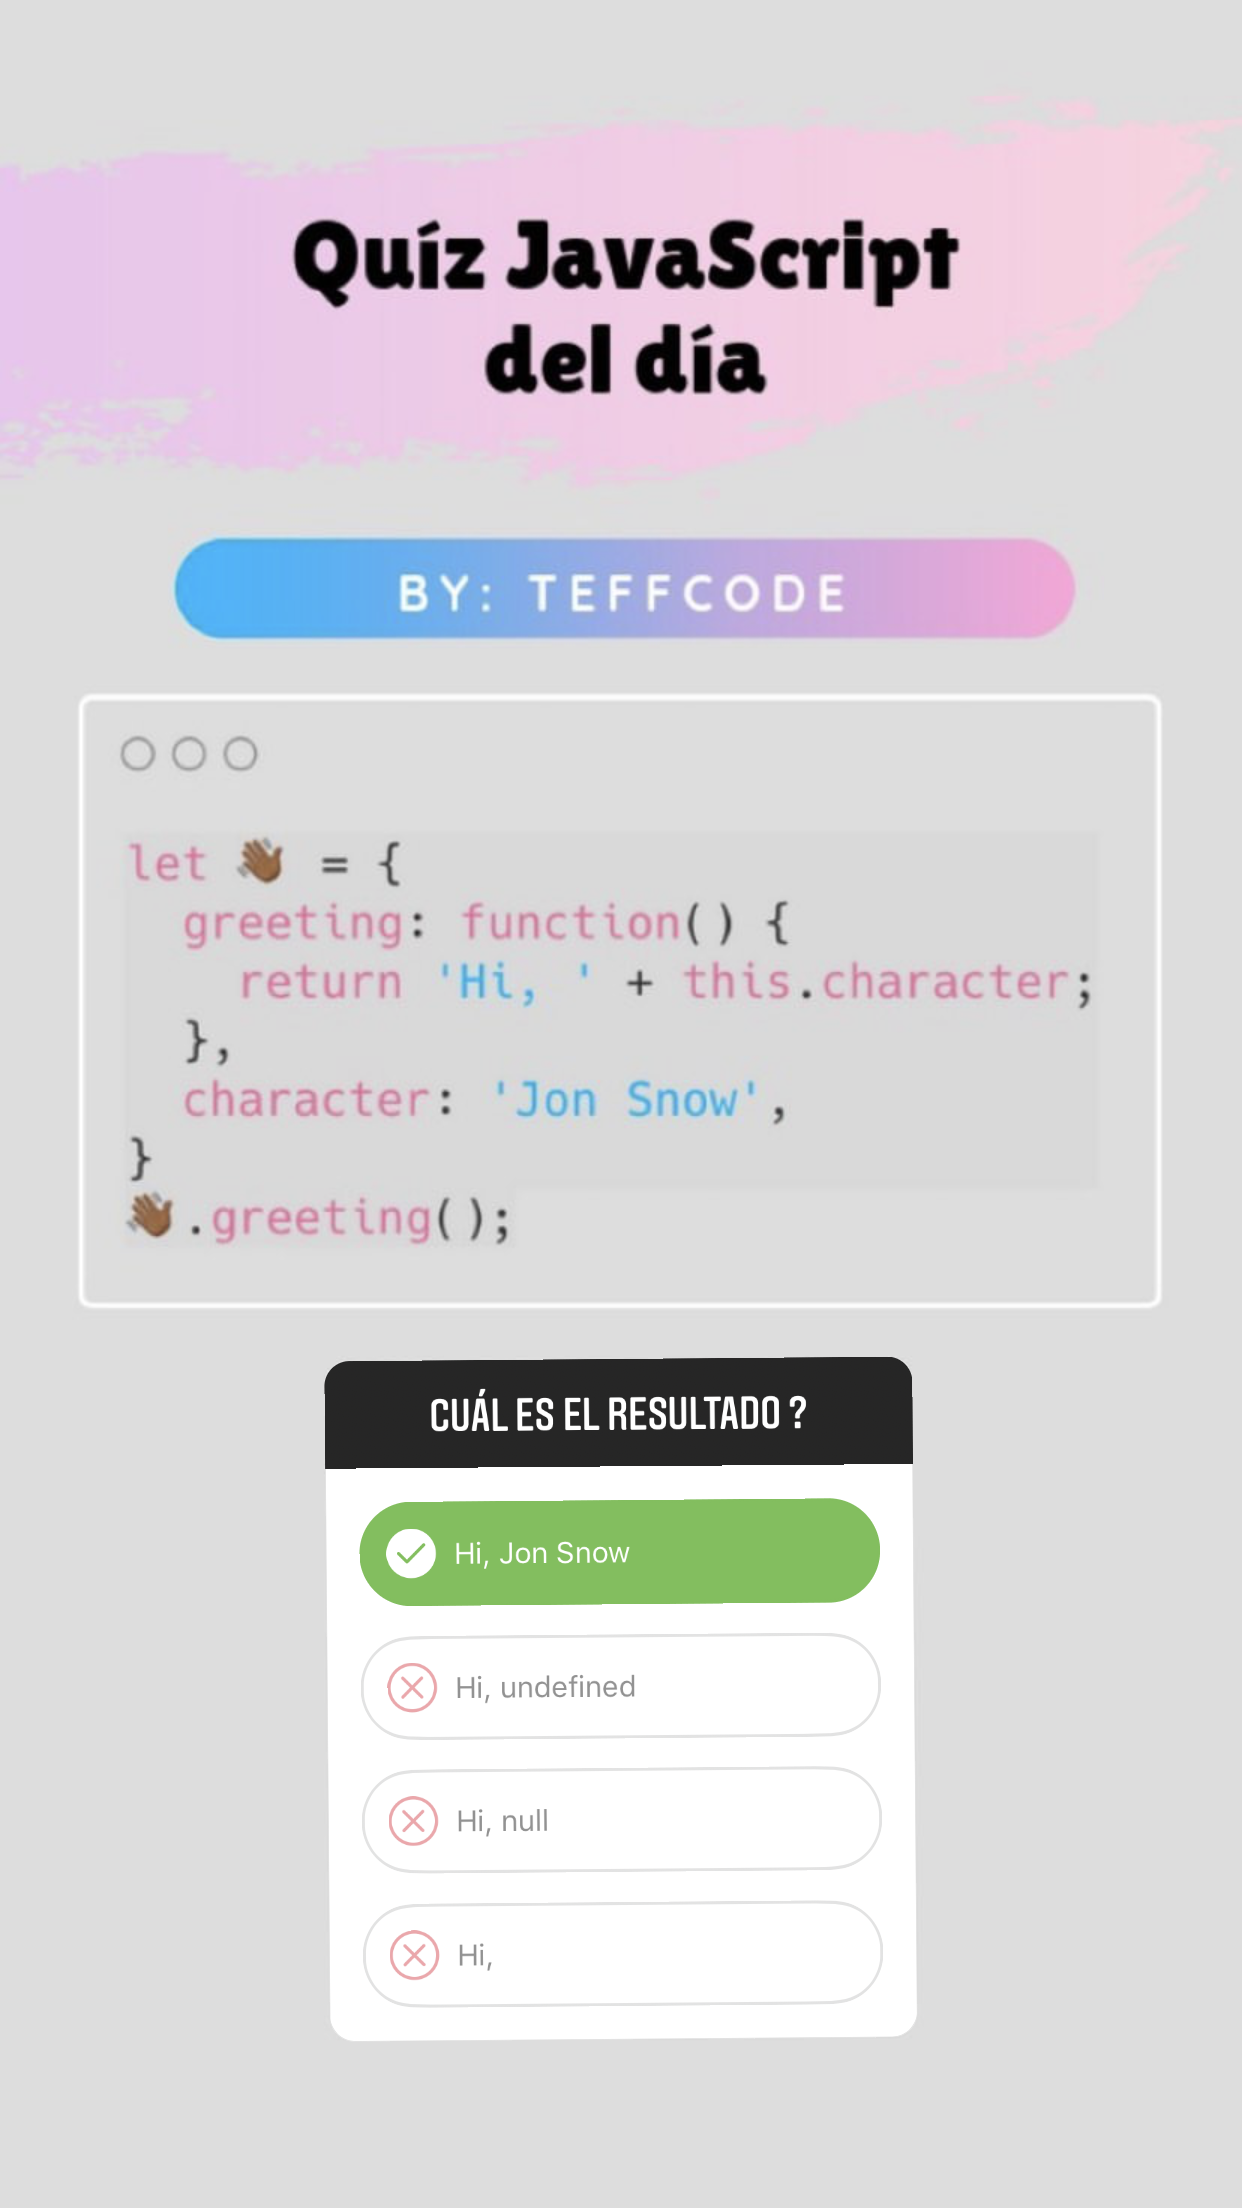 Quíz JavaScript
del día
BY: TEFFCODE
let 👋🏾 = {
  greeting: function() {
    return 'Hi, ' + this.character;
  },
  character: 'Jon Snow',
}
👋🏾.greeting();
CUÁL ES EL RESULTADO ?
Hi, Jon Snow
Hi, undefined
Hi, null
Hi,